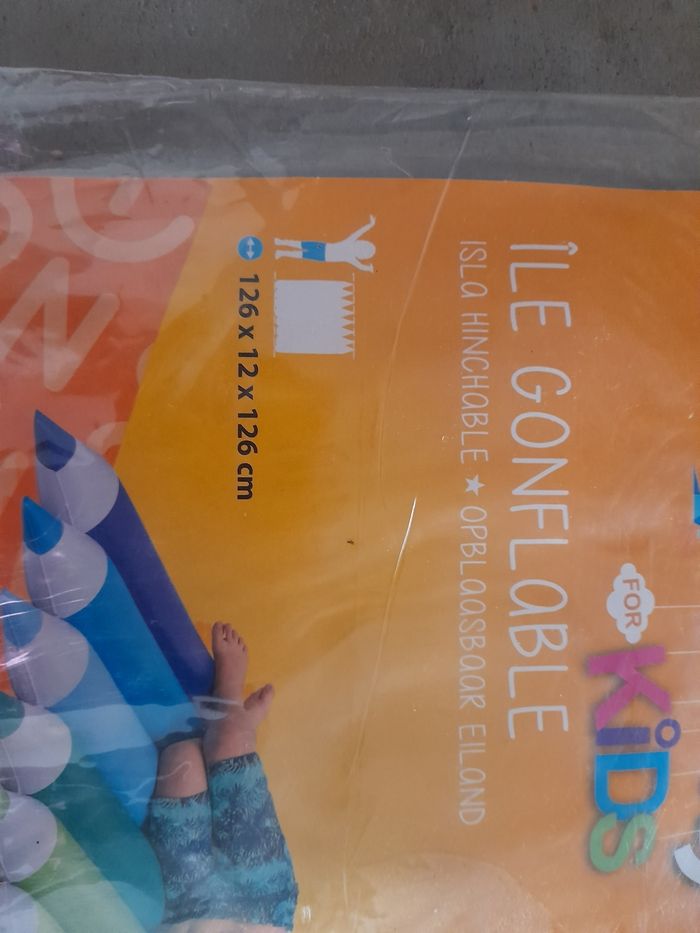 FOR
KiDS
ÎLE GONFLABLE
ISLA HINCHABLE ★ OPBLAASBAAR EILAND
126 x 12 x 126 cm